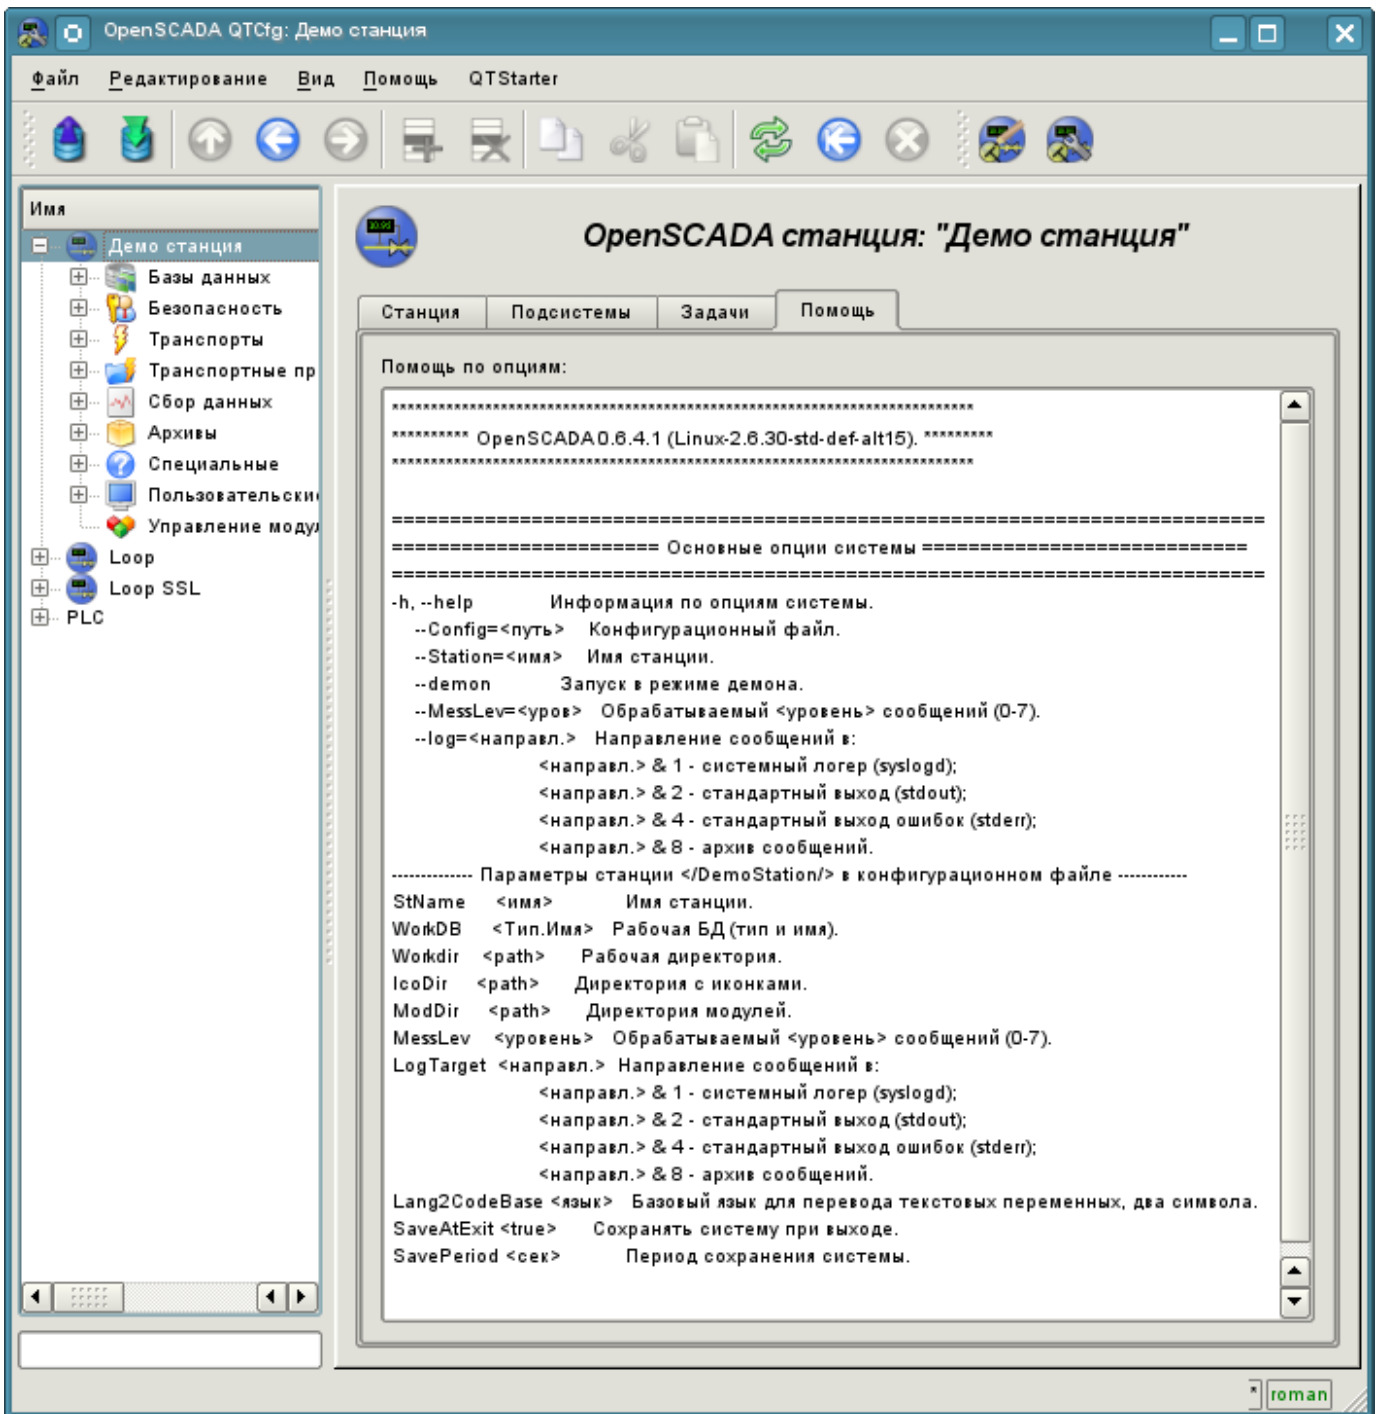 OpenSCADA QTCfg: Демо станция
Файл Редактирование Вид Помощь QTStarter
Имя
Демо станция
Базы данных
Безопасность
Транспорты
Транспортные пр
Сбор данных
Архивы
Специальные
Пользовательски
Управление моду
Loop
Loop SSL
PLC
OpenSCADA станция: "Демо станция"
Станция Подсистемы Задачи Помощь
Помощь по опциям:
***************************************************************************
********** OpenSCADA 0.6.4.1 (Linux-2.6.30-std-def-alt15). *********
***************************************************************************
===========================================================================
======================= Основные опции системы ============================
===========================================================================
-h, --help Информация по опциям системы.
--Config=<путь> Конфигурационный файл.
--Station=<имя> Имя станции.
--demon Запуск в режиме демона.
--MessLev=<уров> Обрабатываемый <уровень> сообщений (0-7).
--log=<направл.> Направление сообщений в:
<направл.> & 1 - системный логер (syslogd);
<направл.> & 2 - стандартный выход (stdout);
<направл.> & 4 - стандартный выход ошибок (stderr);
<направл.> & 8 - архив сообщений.
------------- Параметры станции </DemoStation/> в конфигурационном файле -----------
StName <имя> Имя станции.
WorkDB <Тип.Имя> Рабочая БД (тип и имя).
Workdir <path> Рабочая директория.
IcoDir <path> Директория с иконками.
ModDir <path> Директория модулей.
MessLev <уровень> Обрабатываемый <уровень> сообщений (0-7).
LogTarget <направл.> Направление сообщений в:
<направл.> & 1 - системный логер (syslogd);
<направл.> & 2 - стандартный выход (stdout);
<направл.> & 4 - стандартный выход ошибок (stderr);
<направл.> & 8 - архив сообщений.
Lang2CodeBase <язык> Базовый язык для перевода текстовых переменных, два символа.
SaveAtExit <true> Сохранять систему при выходе.
SavePeriod <сек> Период сохранения системы.
* roman